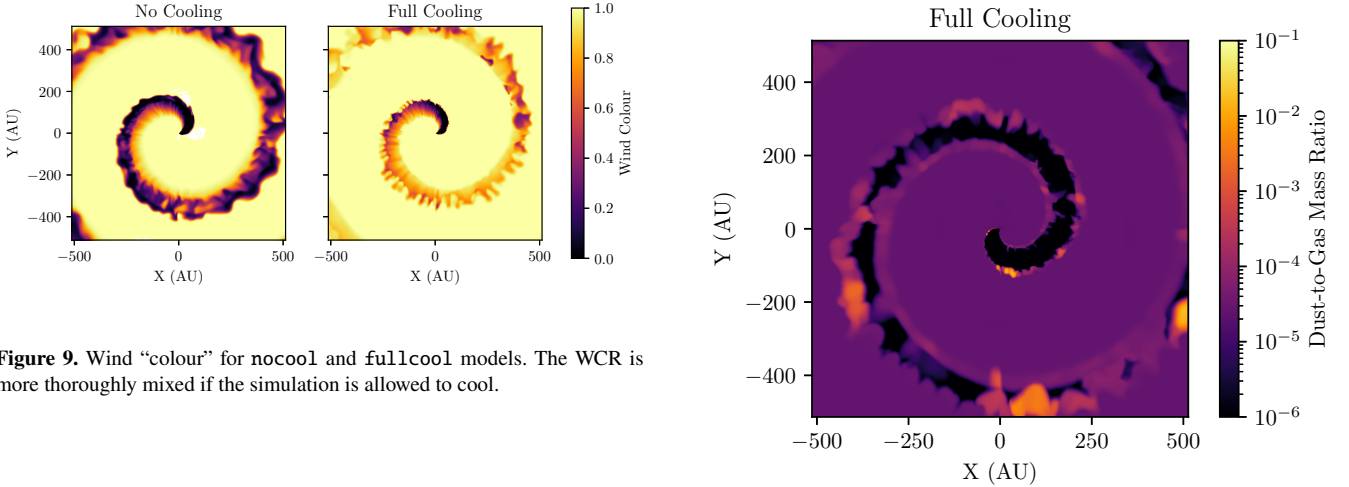 No Cooling
Full Cooling
400
200
0
−200
−400
Y (AU)
−500
0
500
X (AU)
−500
0
500
X (AU)
1.0
0.8
0.6
0.4
0.2
0.0
Wind Colour
Figure 9. Wind “colour” for nocool and fullcool models. The WCR is
more thoroughly mixed if the simulation is allowed to cool.
Full Cooling
400
200
0
−200
−400
Y (AU)
−500
−250
0
250
500
X (AU)
10⁻¹
10⁻²
10⁻³
10⁻⁴
10⁻⁵
10⁻⁶
Dust-to-Gas Mass Ratio